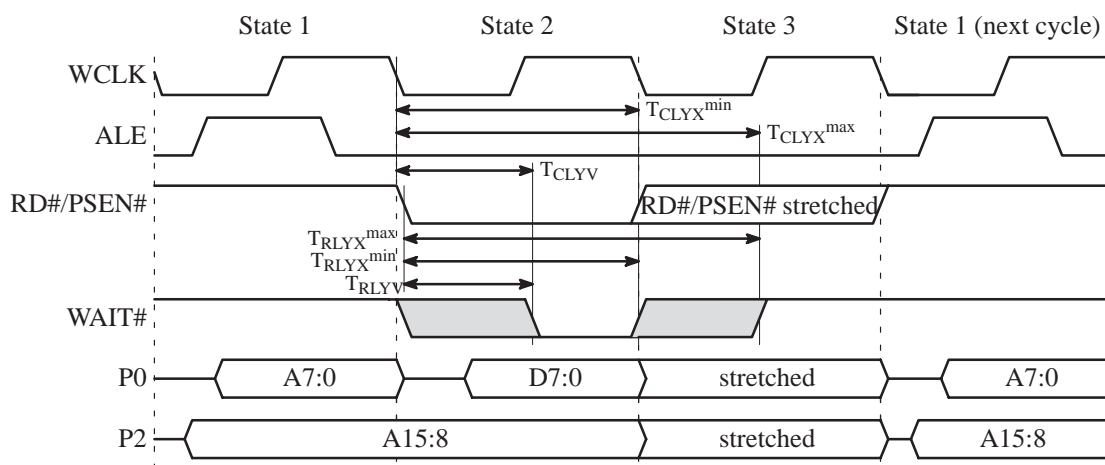 State 1 State 2 State 3 State 1 (next cycle)
WCLK
TCLYXmin
ALE
TCLYXmax
TCLYV
RD#/PSEN#
RD#/PSEN# stretched
TRLYXmax
TRLYXmin
TRLYV
WAIT#
P0 A7:0 D7:0 stretched A7:0
P2 A15:8 stretched A15:8